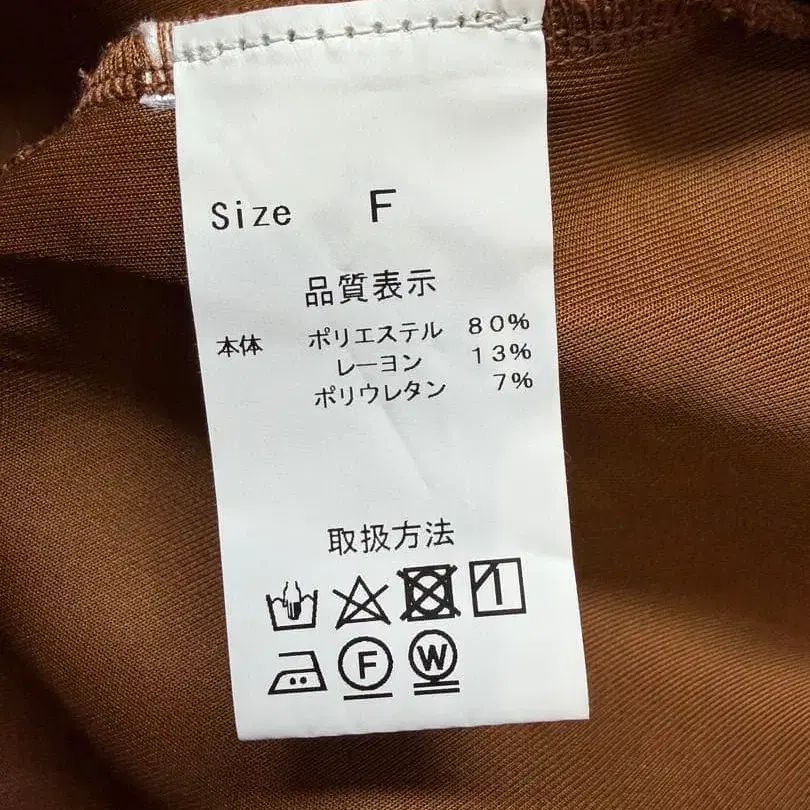 Size F
品質表示
本体 ポリエステル 80%
レーヨン 13%
ポリウレタン 7%
取扱方法
F W